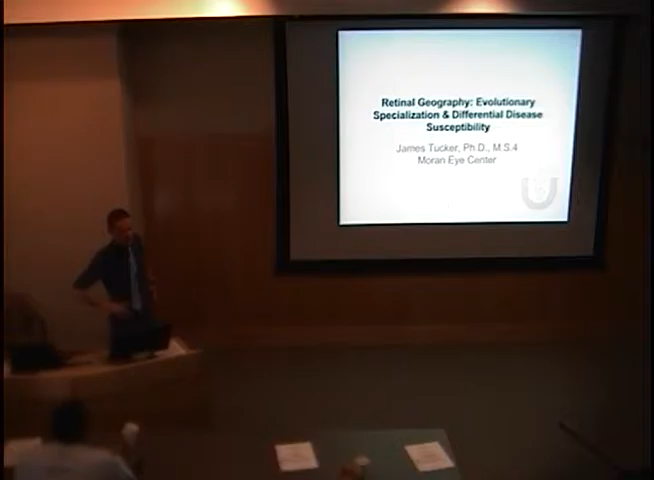 Retinal Geography: Evolutionary
Specialization & Differential Disease
Susceptibility
James Tucker, Ph.D., M.S.4
Moran Eye Center